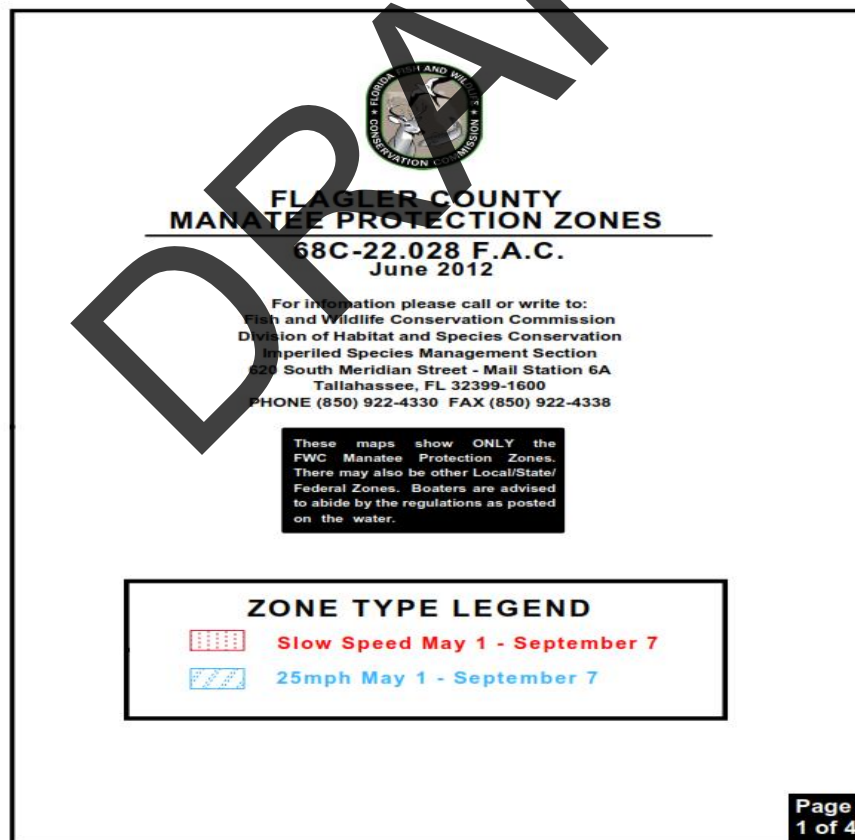 DRAFT
FLORIDA FISH AND WILDLIFE
CONSERVATION COMMISSION
FLAGLER COUNTY
MANATEE PROTECTION ZONES
68C-22.028 F.A.C.
June 2012
For infomation please call or write to:
Fish and Wildlife Conservation Commission
Division of Habitat and Species Conservation
Imperiled Species Management Section
620 South Meridian Street - Mail Station 6A
Tallahassee, FL 32399-1600
PHONE (850) 922-4330 FAX (850) 922-4338
These maps show ONLY the
FWC Manatee Protection Zones.
There may also be other Local/State/
Federal Zones. Boaters are advised
to abide by the regulations as posted
on the water.
ZONE TYPE LEGEND
Slow Speed May 1 - September 7
25mph May 1 - September 7
Page
1 of 4